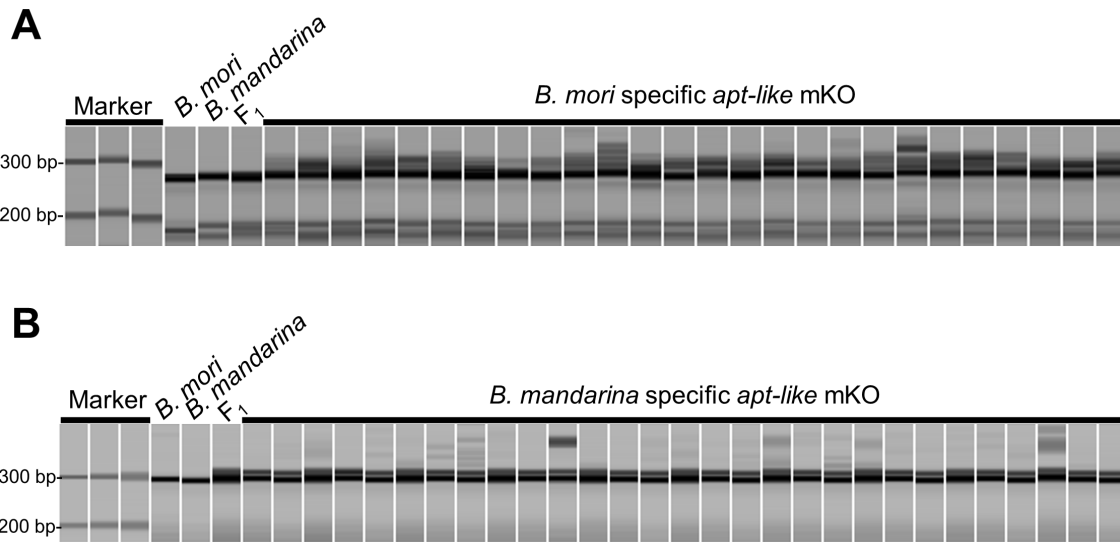 A
Marker
B. mori
B. mandarina
F1
B. mori specific apt-like mKO
300 bp-
200 bp-
B
Marker
B. mori
B. mandarina
F1
B. mandarina specific apt-like mKO
300 bp-
200 bp-